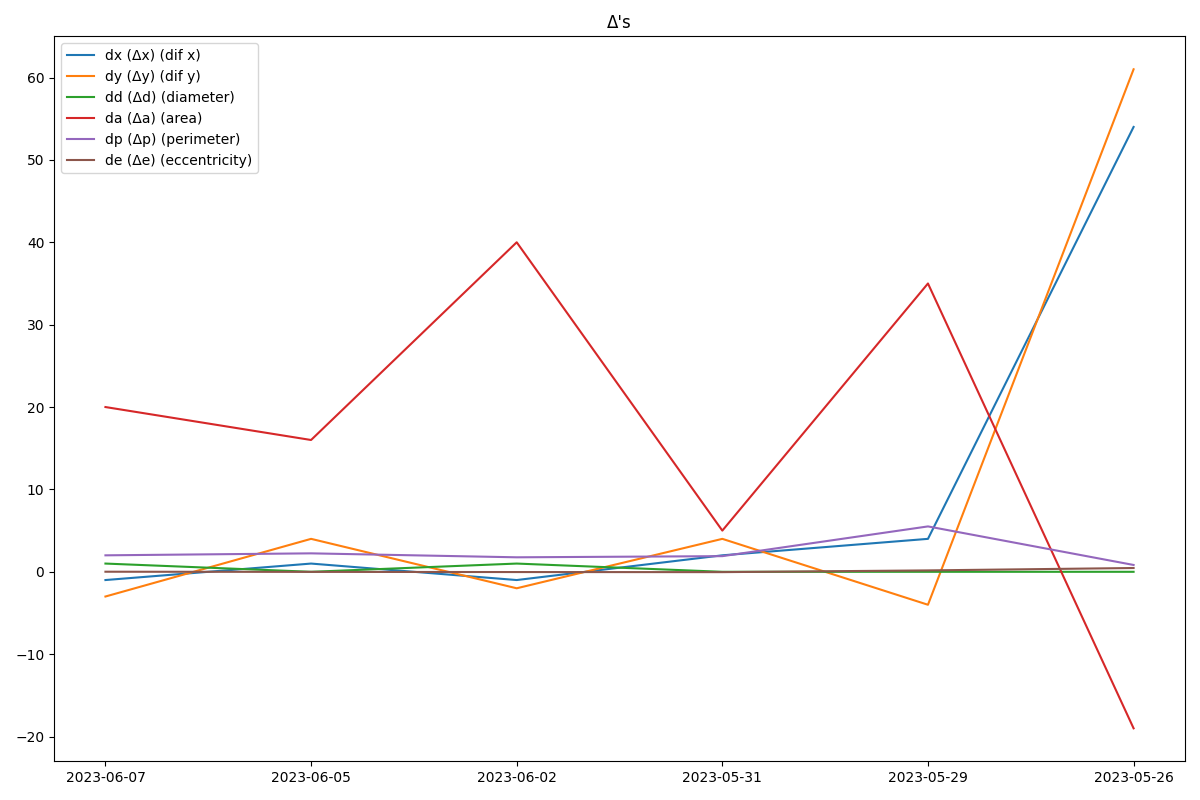 Δ's
dx (Δx) (dif x)
dy (Δy) (dif y)
dd (Δd) (diameter)
da (Δa) (area)
dp (Δp) (perimeter)
de (Δe) (eccentricity)
60
50
40
30
20
10
0
−10
−20
2023-06-07 2023-06-05 2023-06-02 2023-05-31 2023-05-29 2023-05-26